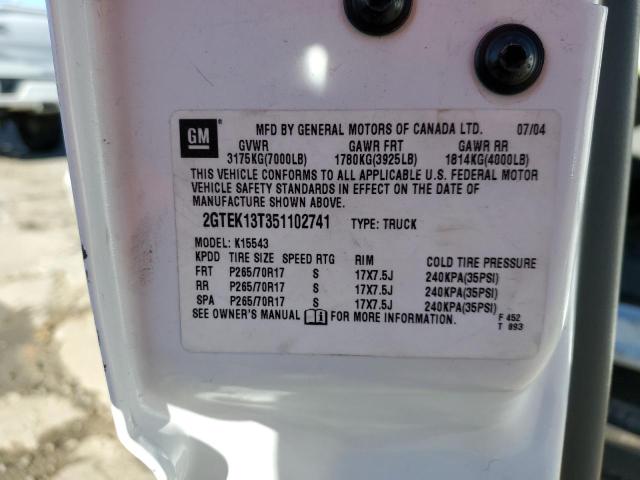 GM
MFD BY GENERAL MOTORS OF CANADA LTD. 07/04
GVWR GAWR FRT GAWR RR
3175KG(7000LB) 1780KG(3925LB) 1814KG(4000LB)
THIS VEHICLE CONFORMS TO ALL APPLICABLE U.S. FEDERAL MOTOR
VEHICLE SAFETY STANDARDS IN EFFECT ON THE DATE OF
MANUFACTURE SHOWN ABOVE.
2GTEK13T351102741 TYPE: TRUCK
MODEL: K15543
KPDD TIRE SIZE SPEED RTG RIM COLD TIRE PRESSURE
FRT P265/70R17 S 17X7.5J 240KPA(35PSI)
RR P265/70R17 S 17X7.5J 240KPA(35PSI)
SPA P265/70R17 S 17X7.5J 240KPA(35PSI)
SEE OWNER'S MANUAL FOR MORE INFORMATION.
F 452
T 893